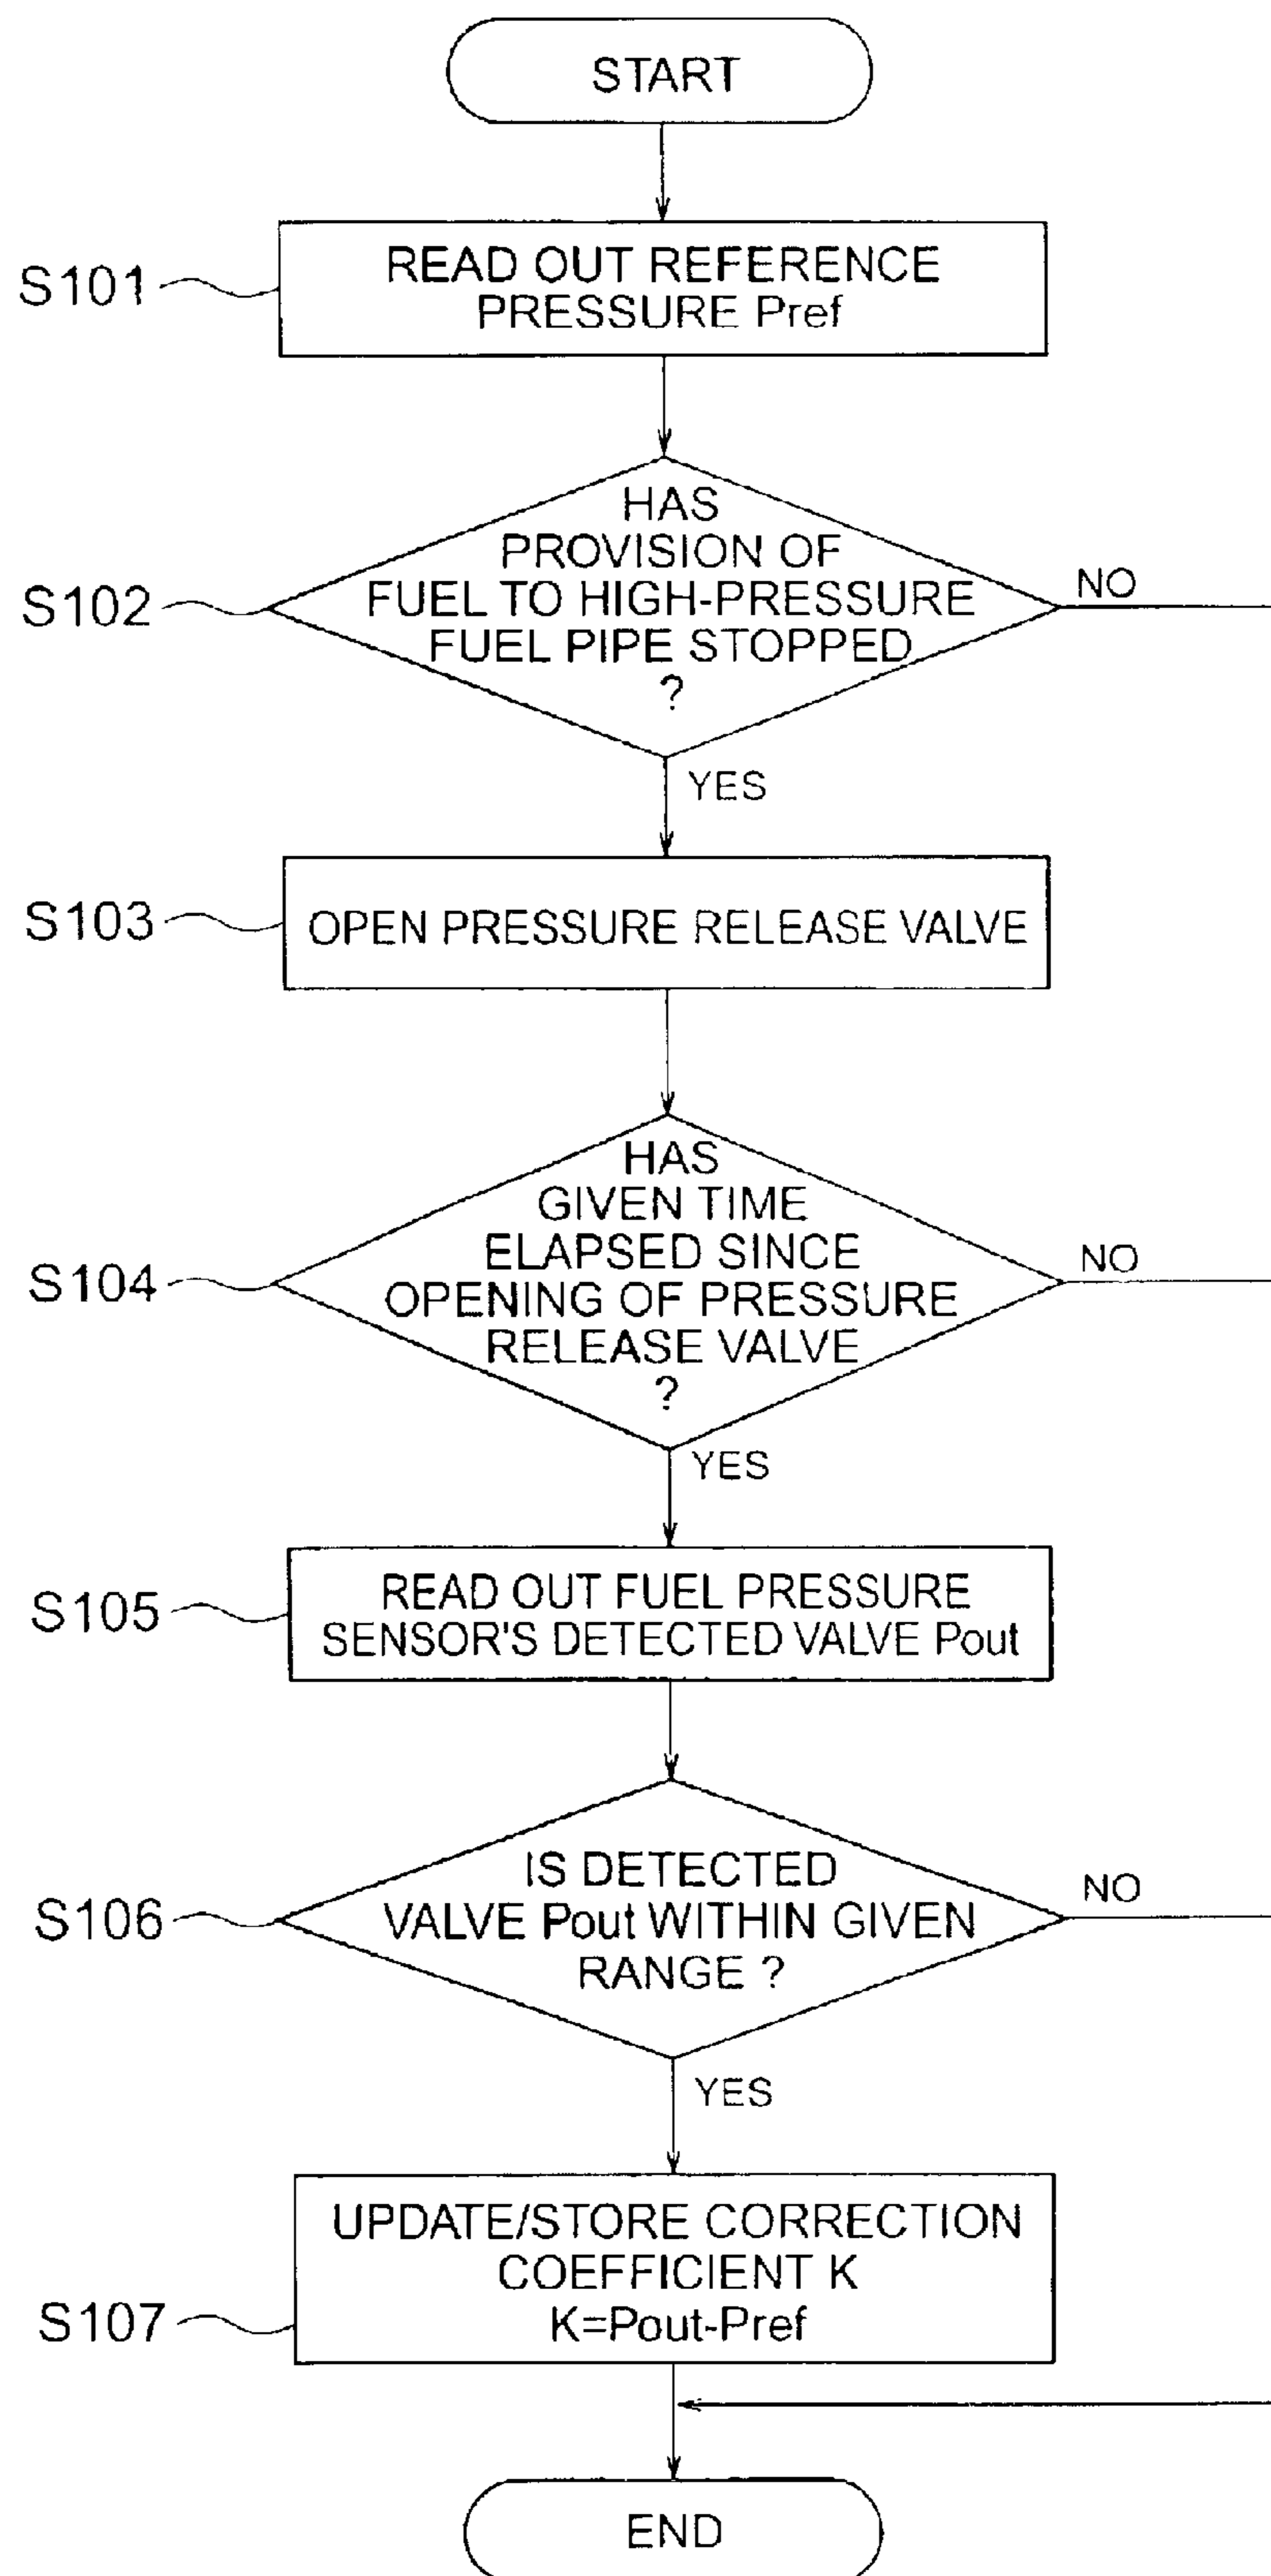 START
S101
READ OUT REFERENCE
PRESSURE Pref
S102
HAS
PROVISION OF
FUEL TO HIGH-PRESSURE
FUEL PIPE STOPPED
?
NO
YES
S103
OPEN PRESSURE RELEASE VALVE
S104
HAS
GIVEN TIME
ELAPSED SINCE
OPENING OF PRESSURE
RELEASE VALVE
?
NO
YES
S105
READ OUT FUEL PRESSURE
SENSOR'S DETECTED VALVE Pout
S106
IS DETECTED
VALVE Pout WITHIN GIVEN
RANGE ?
NO
YES
S107
UPDATE/STORE CORRECTION
COEFFICIENT K
K=Pout-Pref
END